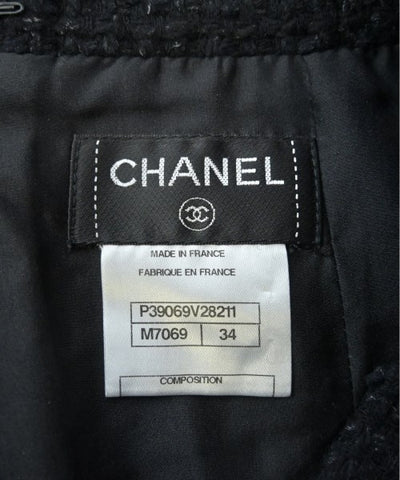 CHANEL
MADE IN FRANCE
FABRIQUE EN FRANCE
P39069V28211
M7069 34
COMPOSITION